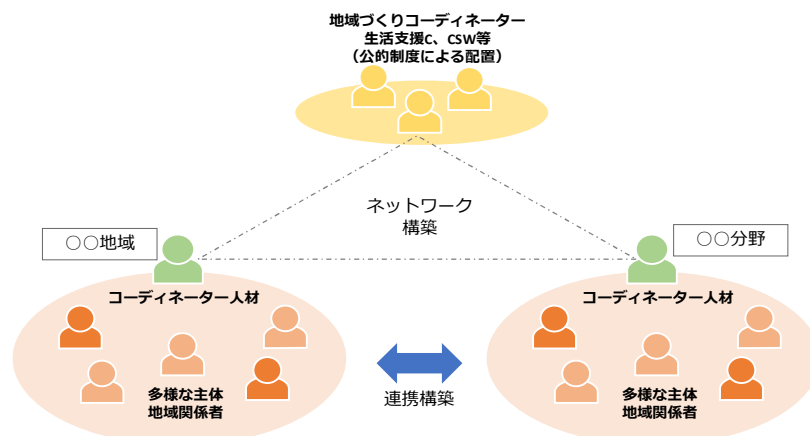 地域づくりコーディネーター
生活支援C、CSW等
（公的制度による配置）
ネットワーク
構築
○○地域
○○分野
コーディネーター人材
コーディネーター人材
多様な主体
地域関係者
連携構築
多様な主体
地域関係者